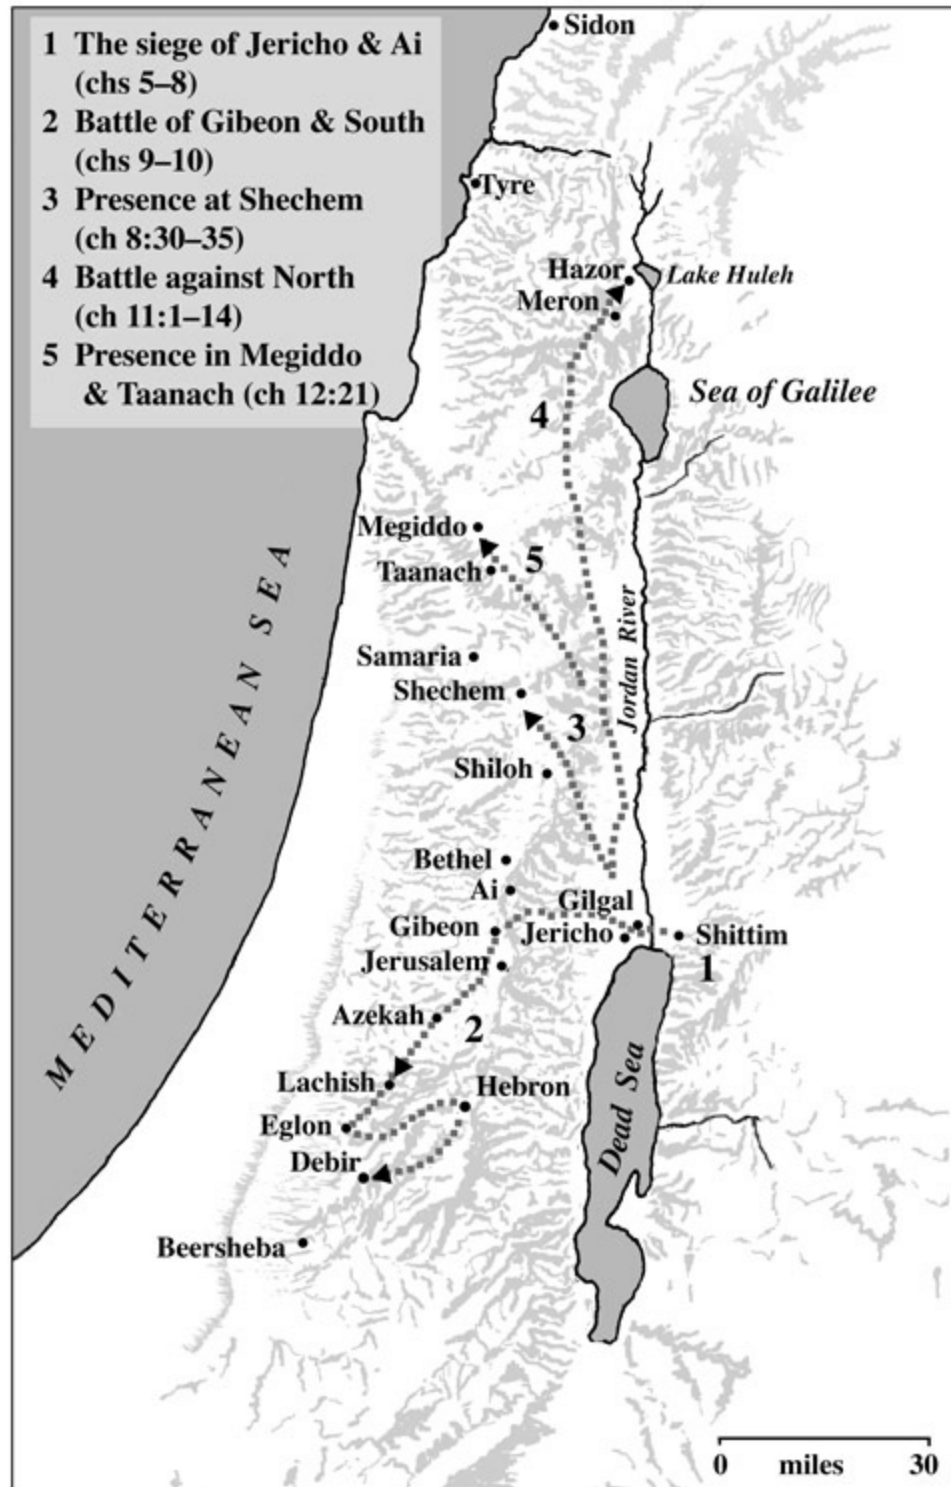 1 The siege of Jericho & Ai
(chs 5–8)
2 Battle of Gibeon & South
(chs 9–10)
3 Presence at Shechem
(ch 8:30–35)
4 Battle against North
(ch 11:1–14)
5 Presence in Megiddo
& Taanach (ch 12:21)
Sidon
Tyre
Hazor
Lake Huleh
Meron
Sea of Galilee
4
Megiddo
5
Taanach
MEDITERRANEAN SEA
Jordan River
Samaria
Shechem
3
Shiloh
Bethel
Ai
Gilgal
Gibeon
Jericho
Shittim
Jerusalem
1
Azekah
2
Lachish
Hebron
Dead Sea
Eglon
Debir
Beersheba
0 miles 30